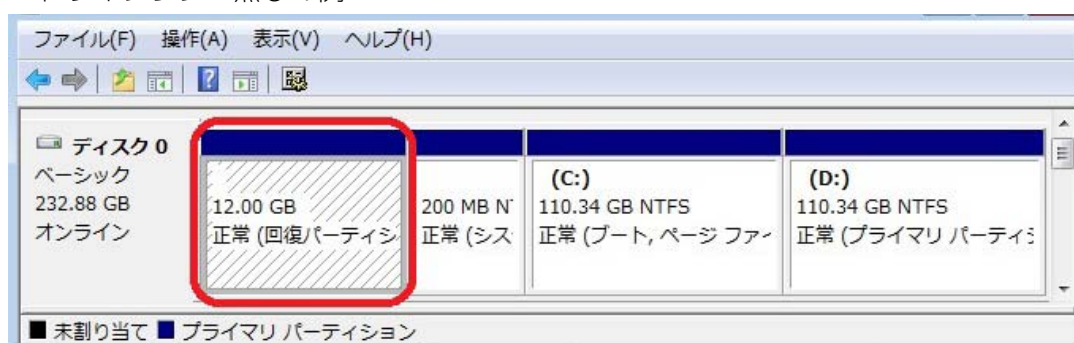 ファイル(F) 操作(A) 表示(V) ヘルプ(H)
ディスク 0
ベーシック
232.88 GB
オンライン
12.00 GB
正常 (回復パーティシ
200 MB N
正常 (シス
(C:)
110.34 GB NTFS
正常 (ブート, ページ ファ
(D:)
110.34 GB NTFS
正常 (プライマリ パーティ
未割り当て プライマリ パーティション